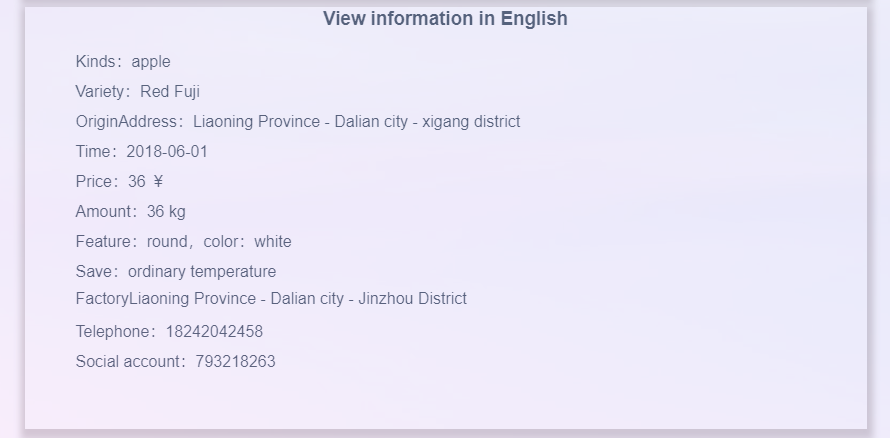 View information in English
Kinds：apple
Variety：Red Fuji
OriginAddress：Liaoning Province - Dalian city - xigang district
Time：2018-06-01
Price：36 ￥
Amount：36 kg
Feature：round，color：white
Save：ordinary temperature
FactoryLiaoning Province - Dalian city - Jinzhou District
Telephone：18242042458
Social account：793218263